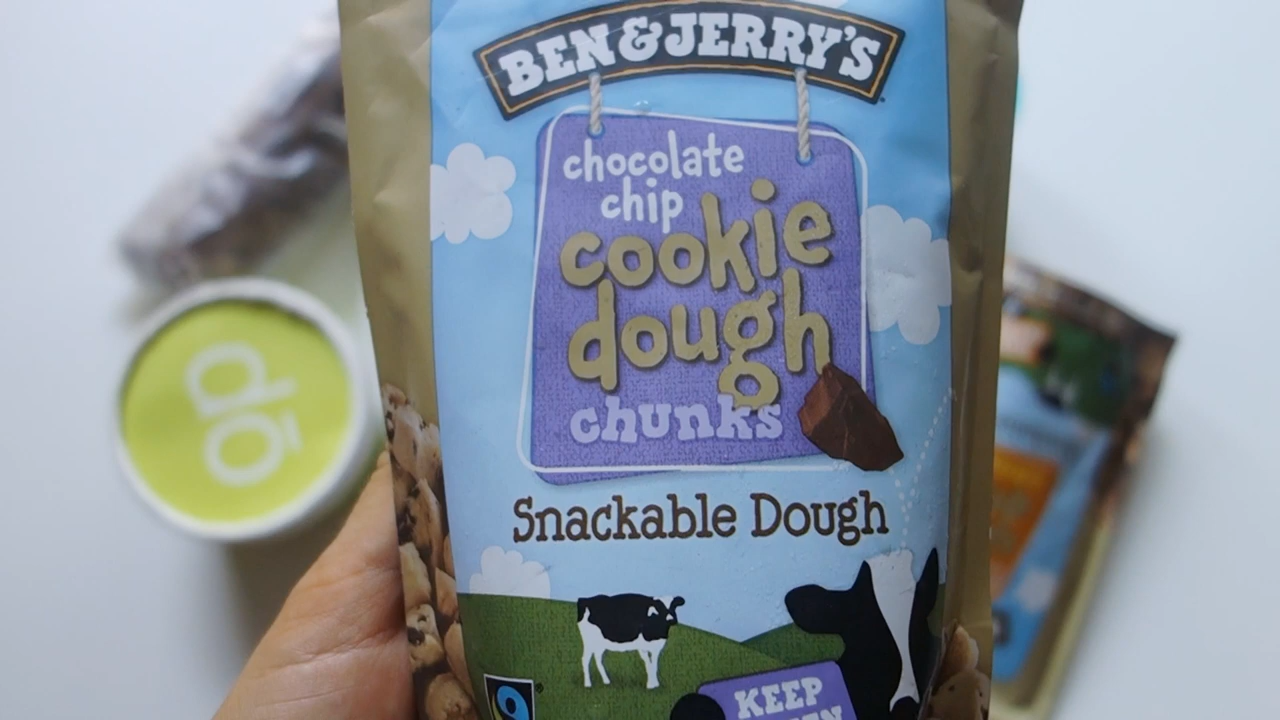 BEN & JERRY'S
chocolate
chip
cookie
dough
chunks
Snackable Dough
KEEP
dō